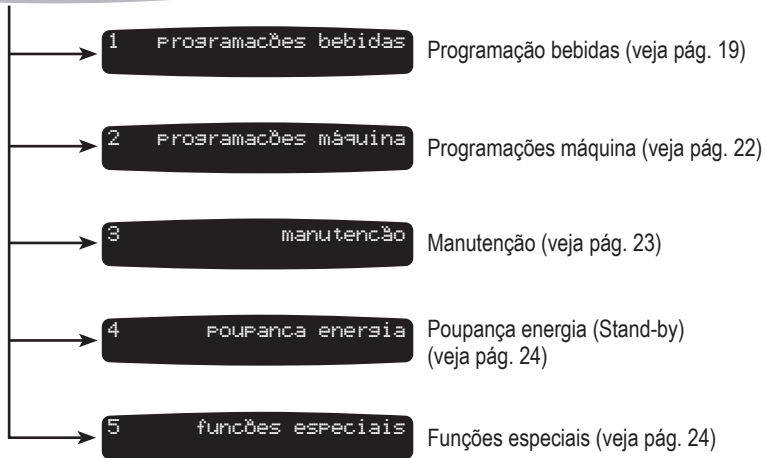 1 programacões bebidas
Programação bebidas (veja pág. 19)
2 programacões máquina
Programações máquina (veja pág. 22)
3 manutencão
Manutenção (veja pág. 23)
4 poupanca energia
Poupança energia (Stand-by)
(veja pág. 24)
5 funcões especiais
Funções especiais (veja pág. 24)